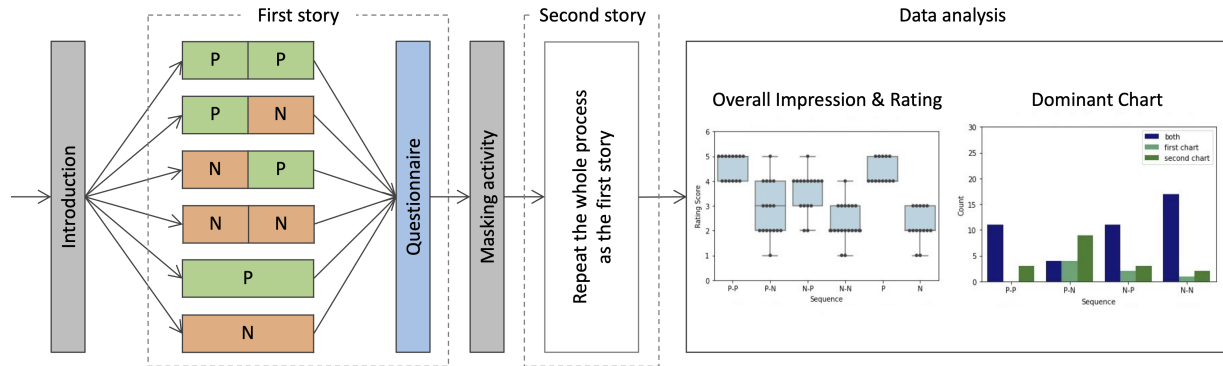 First story
Second story
Data analysis
Introduction
P P
P N
N P
N N
P
N
Questionnaire
Masking activity
Repeat the whole process
as the first story
Overall Impression & Rating
6
5
4
3
2
1
0
Rating Score
P-P P-N N-P N-N P N
Sequence
Dominant Chart
30
25
20
15
10
5
0
Count
both
first chart
second chart
P-P P-N N-P N-N
Sequence